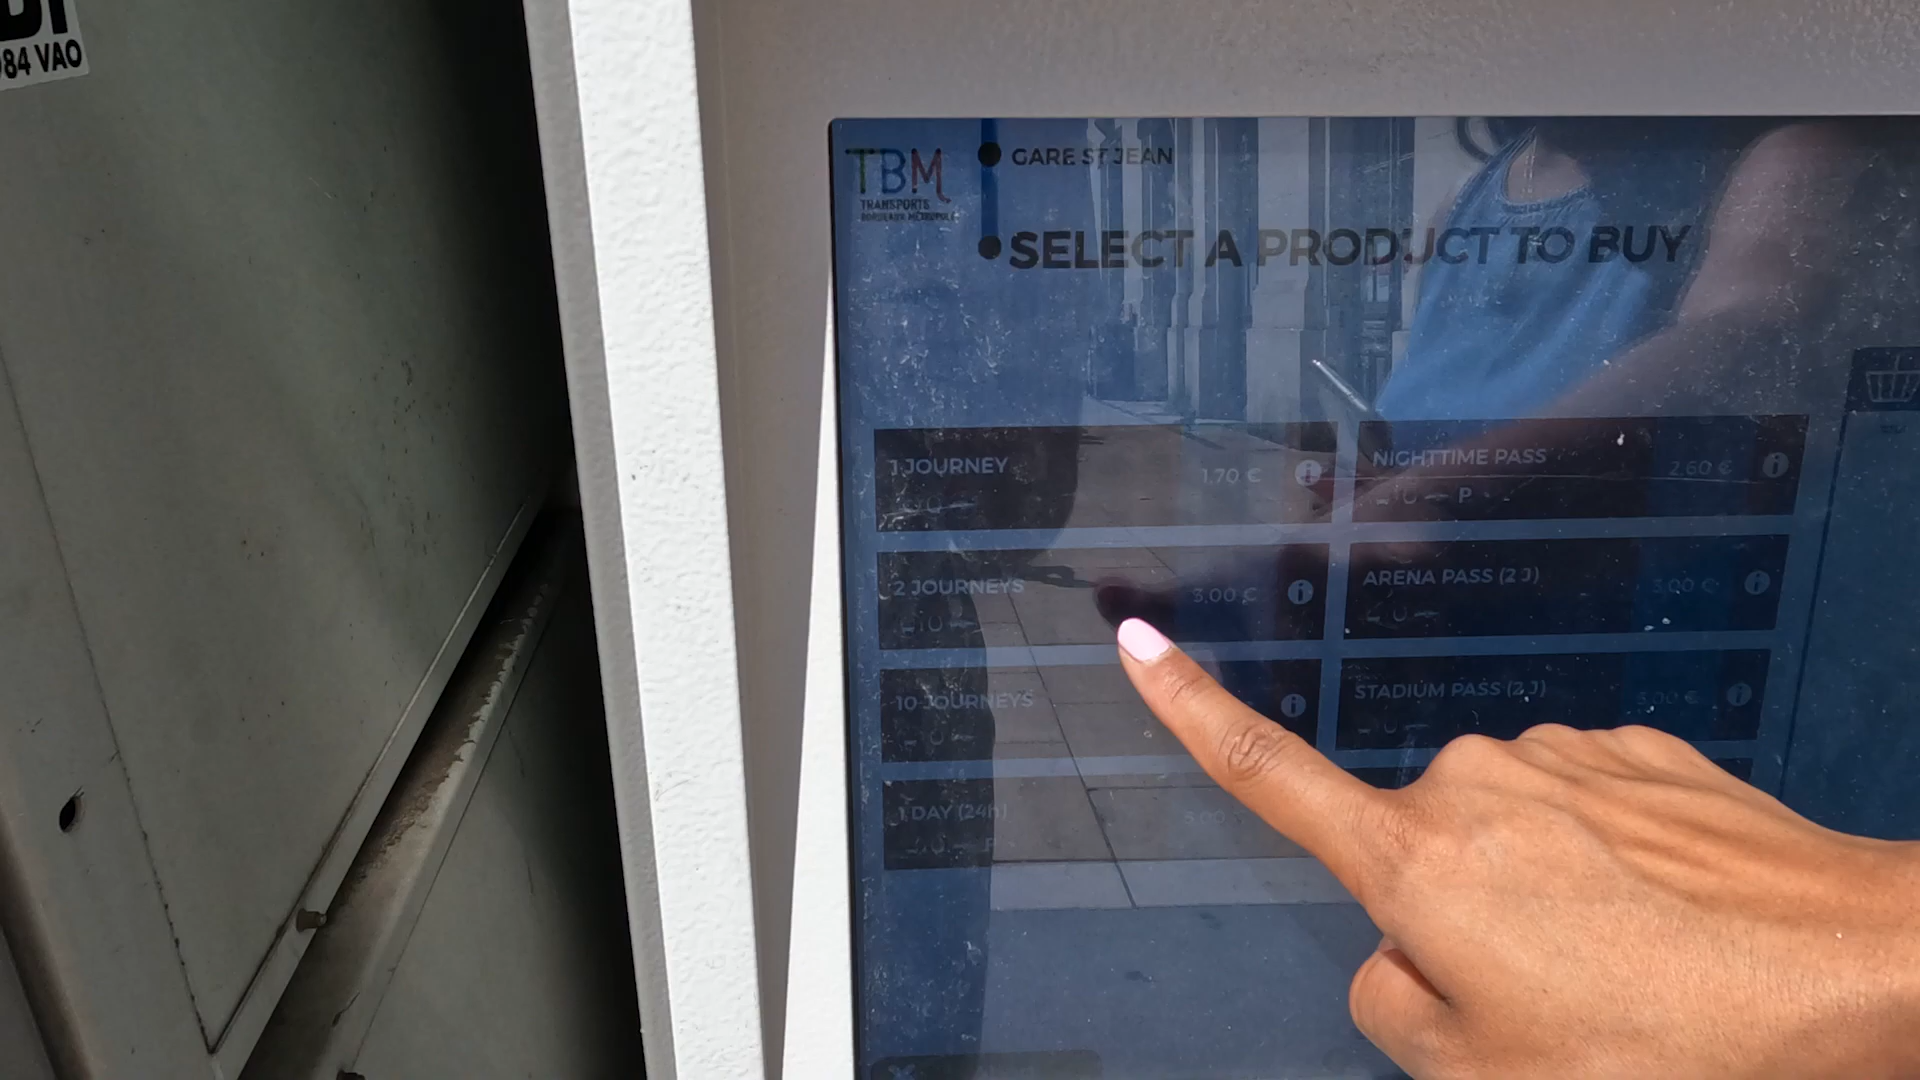 84 VAO
TBM
TRANSPORTS
BORDEAUX MÉTROPOLE
GARE ST JEAN
SELECT A PRODUCT TO BUY
1 JOURNEY 1,70 €
NIGHTTIME PASS 2,60 €
P
2 JOURNEYS 3,00 €
ARENA PASS (2 J) 3,00 €
10 JOURNEYS
STADIUM PASS (2 J) 3,00 €
1 DAY (24h) 5,00